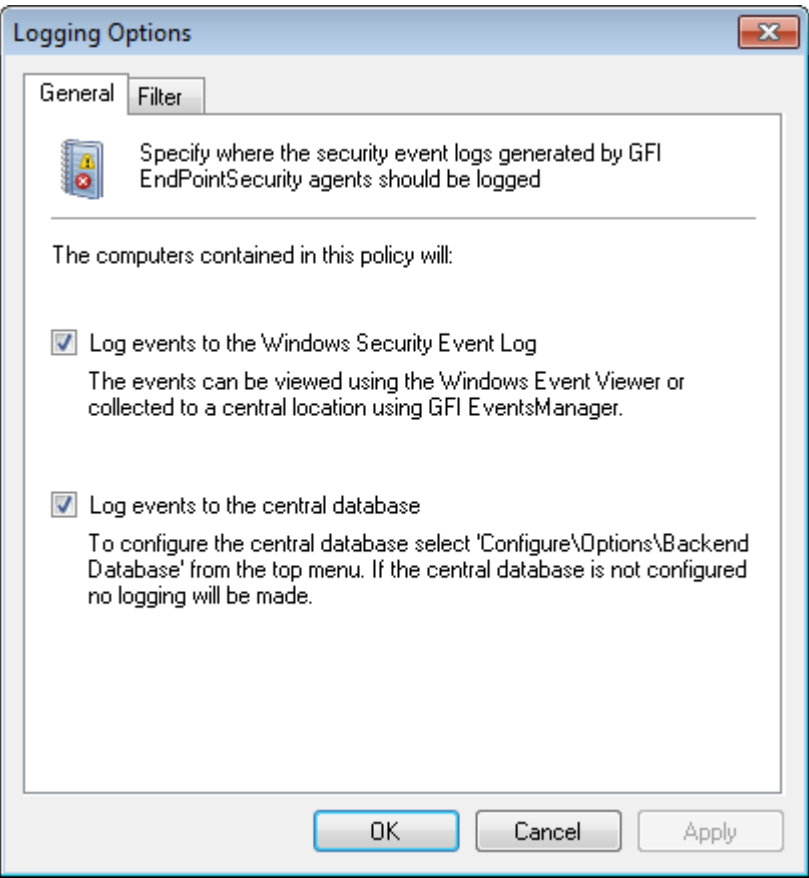 Logging Options
General
Filter
Specify where the security event logs generated by GFI
EndPointSecurity agents should be logged
The computers contained in this policy will:
Log events to the Windows Security Event Log
The events can be viewed using the Windows Event Viewer or
collected to a central location using GFI EventsManager.
Log events to the central database
To configure the central database select 'Configure\Options\Backend
Database' from the top menu. If the central database is not configured
no logging will be made.
OK
Cancel
Apply